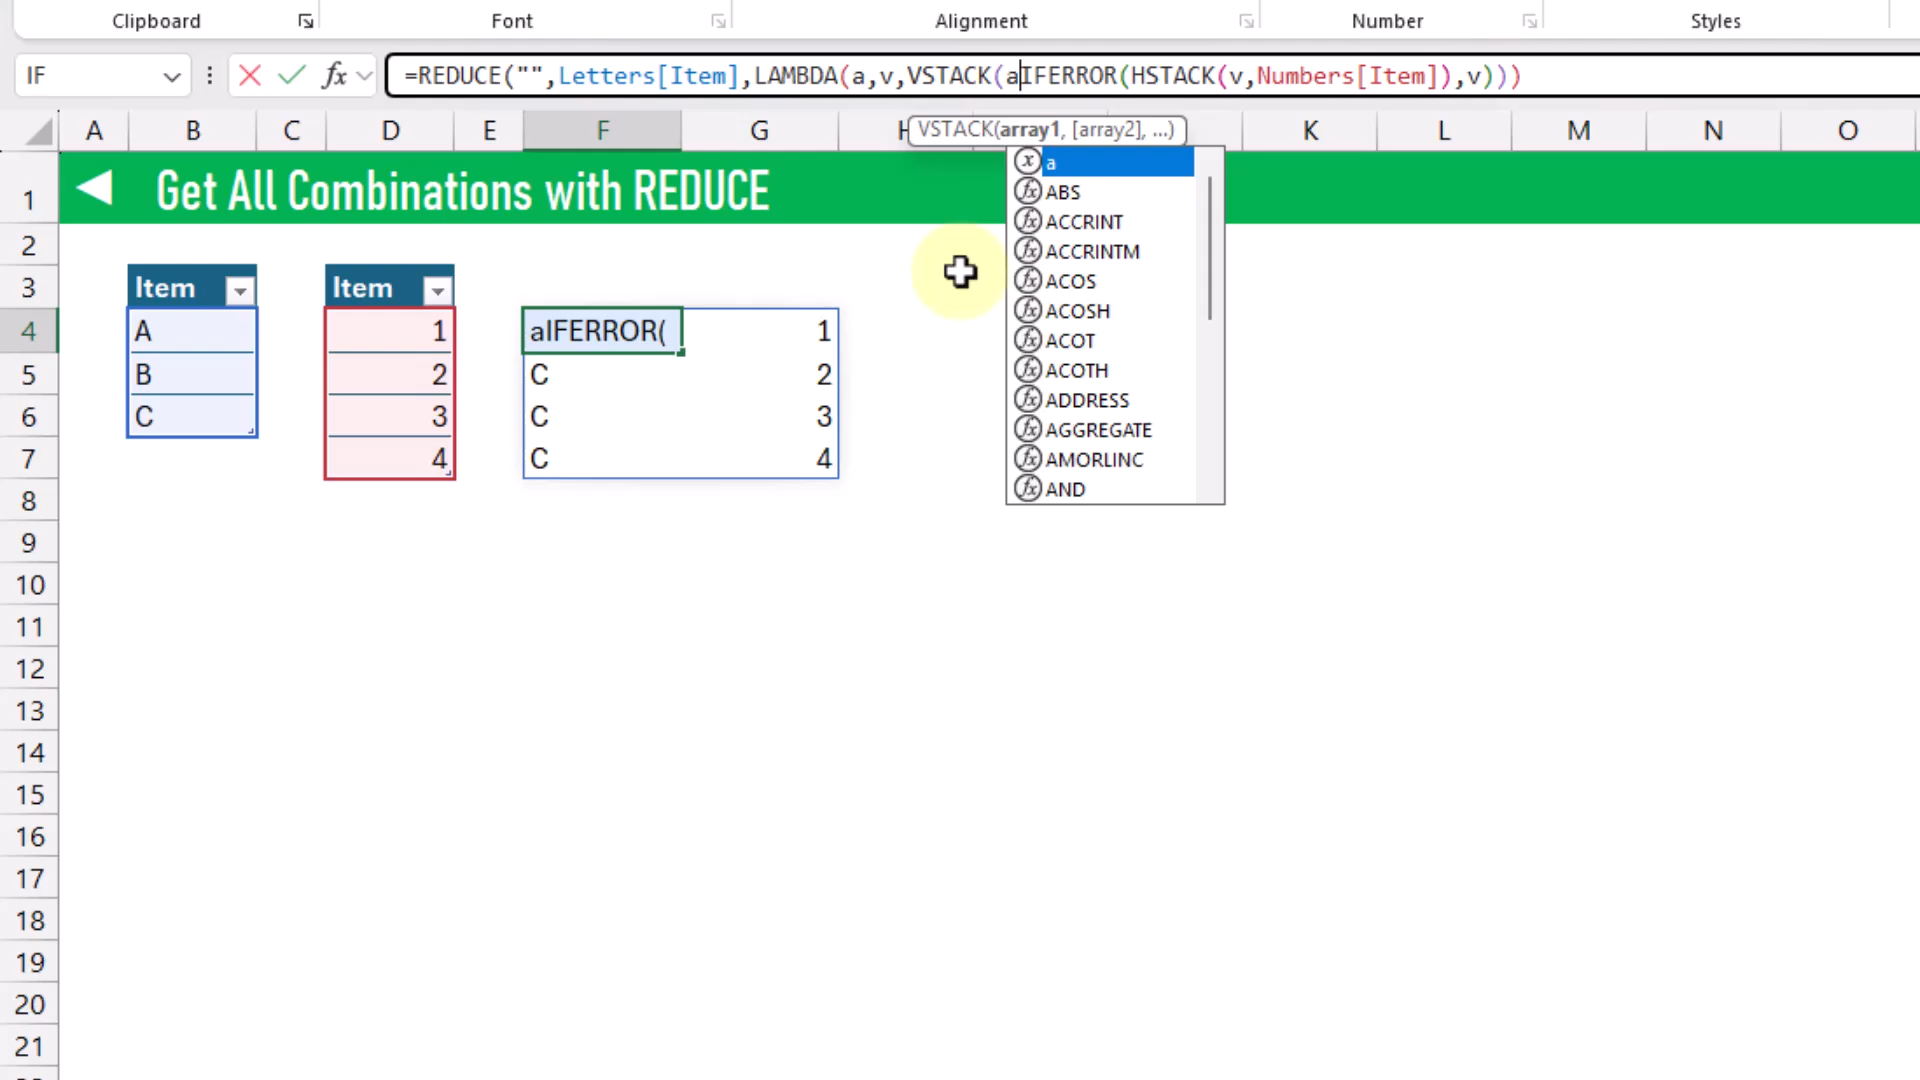 Clipboard Font Alignment Number Styles
IF fx =REDUCE("",Letters[Item],LAMBDA(a,v,VSTACK(aIFERROR(HSTACK(v,Numbers[Item]),v)))
A B C D E F G H K L M N O
VSTACK(array1, [array2], ...)
1 Get All Combinations with REDUCE
2
3 Item Item
4 A 1 aIFERROR( 1
5 B 2 C 2
6 C 3 C 3
7 4 C 4
8
9
10
11
12
13
14
15
16
17
18
19
20
21
a
ABS
ACCRINT
ACCRINTM
ACOS
ACOSH
ACOT
ACOTH
ADDRESS
AGGREGATE
AMORLINC
AND